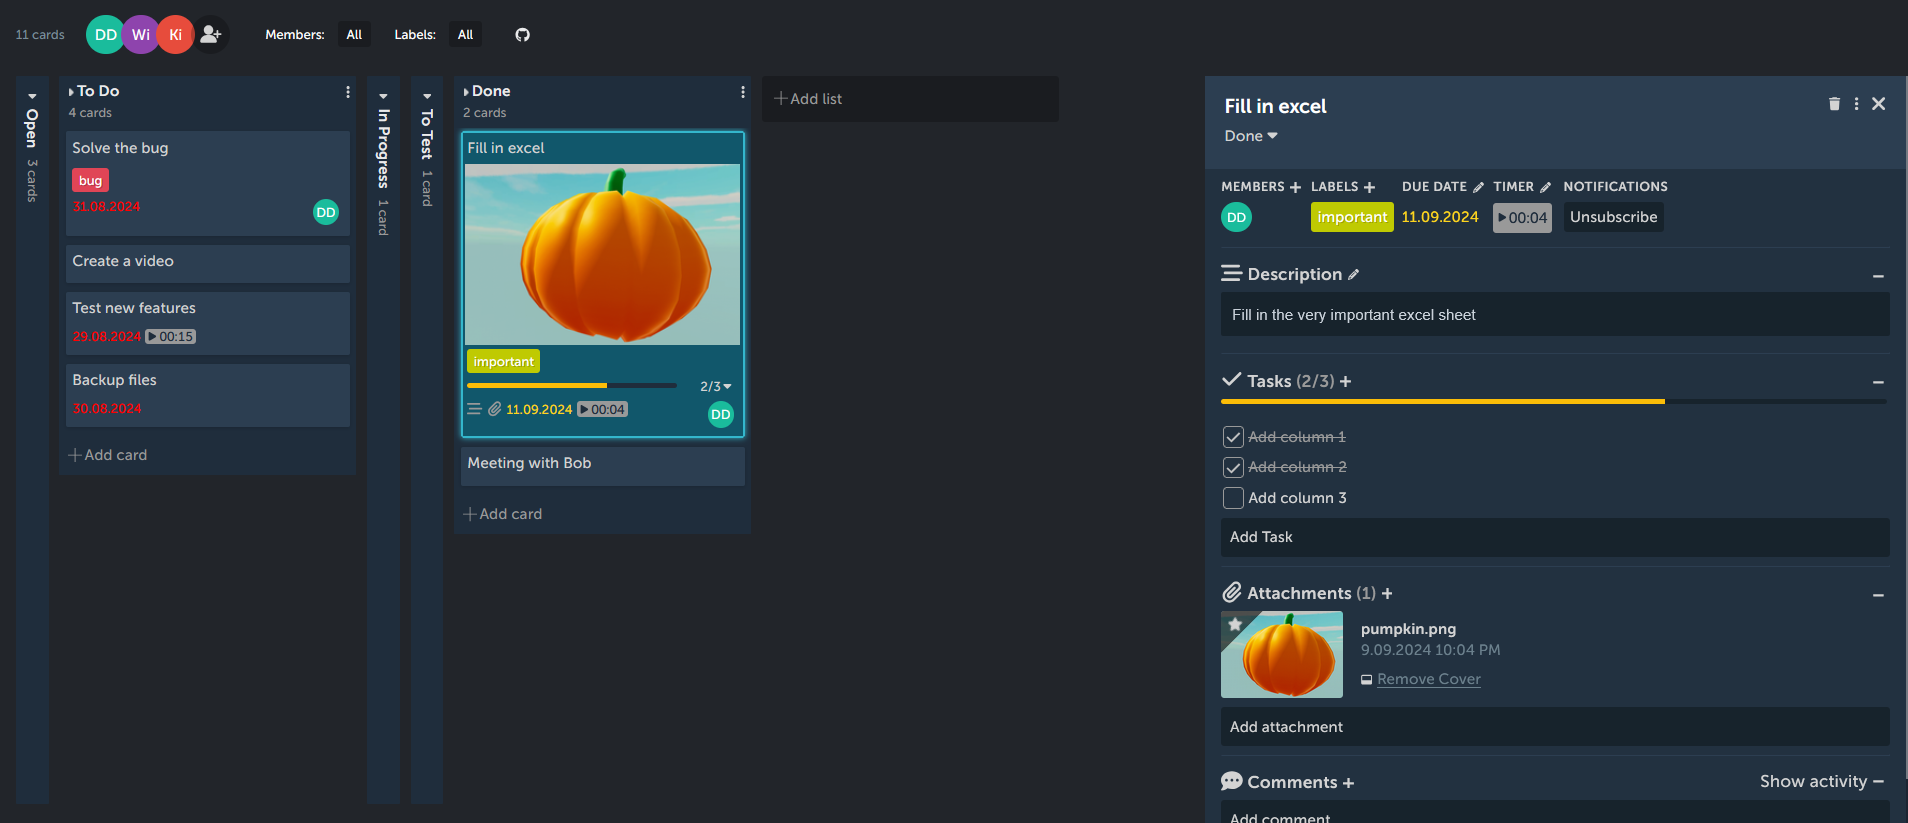 11 cards
DD
Wi
Ki
Members:
All
Labels:
All
Open
3 cards
To Do
4 cards
Solve the bug
bug
31.08.2024
DD
Create a video
Test new features
29.08.2024
00:15
Backup files
30.08.2024
Add card
In Progress
1 card
To Test
1 card
Done
2 cards
Fill in excel
important
2/3
11.09.2024
00:04
DD
Meeting with Bob
Add card
Add list
Fill in excel
Done
MEMBERS
LABELS
DUE DATE
TIMER
NOTIFICATIONS
DD
important
11.09.2024
00:04
Unsubscribe
Description
Fill in the very important excel sheet
Tasks (2/3)
Add column 1
Add column 2
Add column 3
Add Task
Attachments (1)
pumpkin.png
9.09.2024 10:04 PM
Remove Cover
Add attachment
Comments
Show activity
Add comment